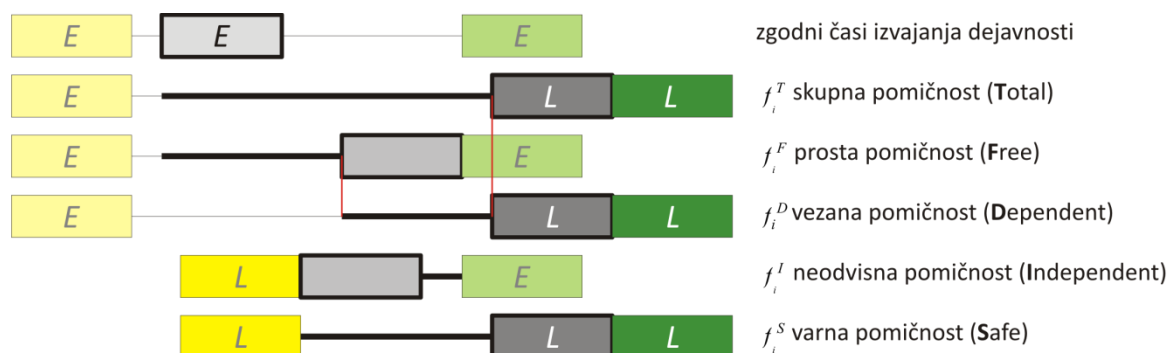 E E E zgodni časi izvajanja dejavnosti
E L L f_i^T skupna pomičnost (Total)
E E f_i^F prosta pomičnost (Free)
E L L f_i^D vezana pomičnost (Dependent)
L E f_i^I neodvisna pomičnost (Independent)
L L L f_i^S varna pomičnost (Safe)